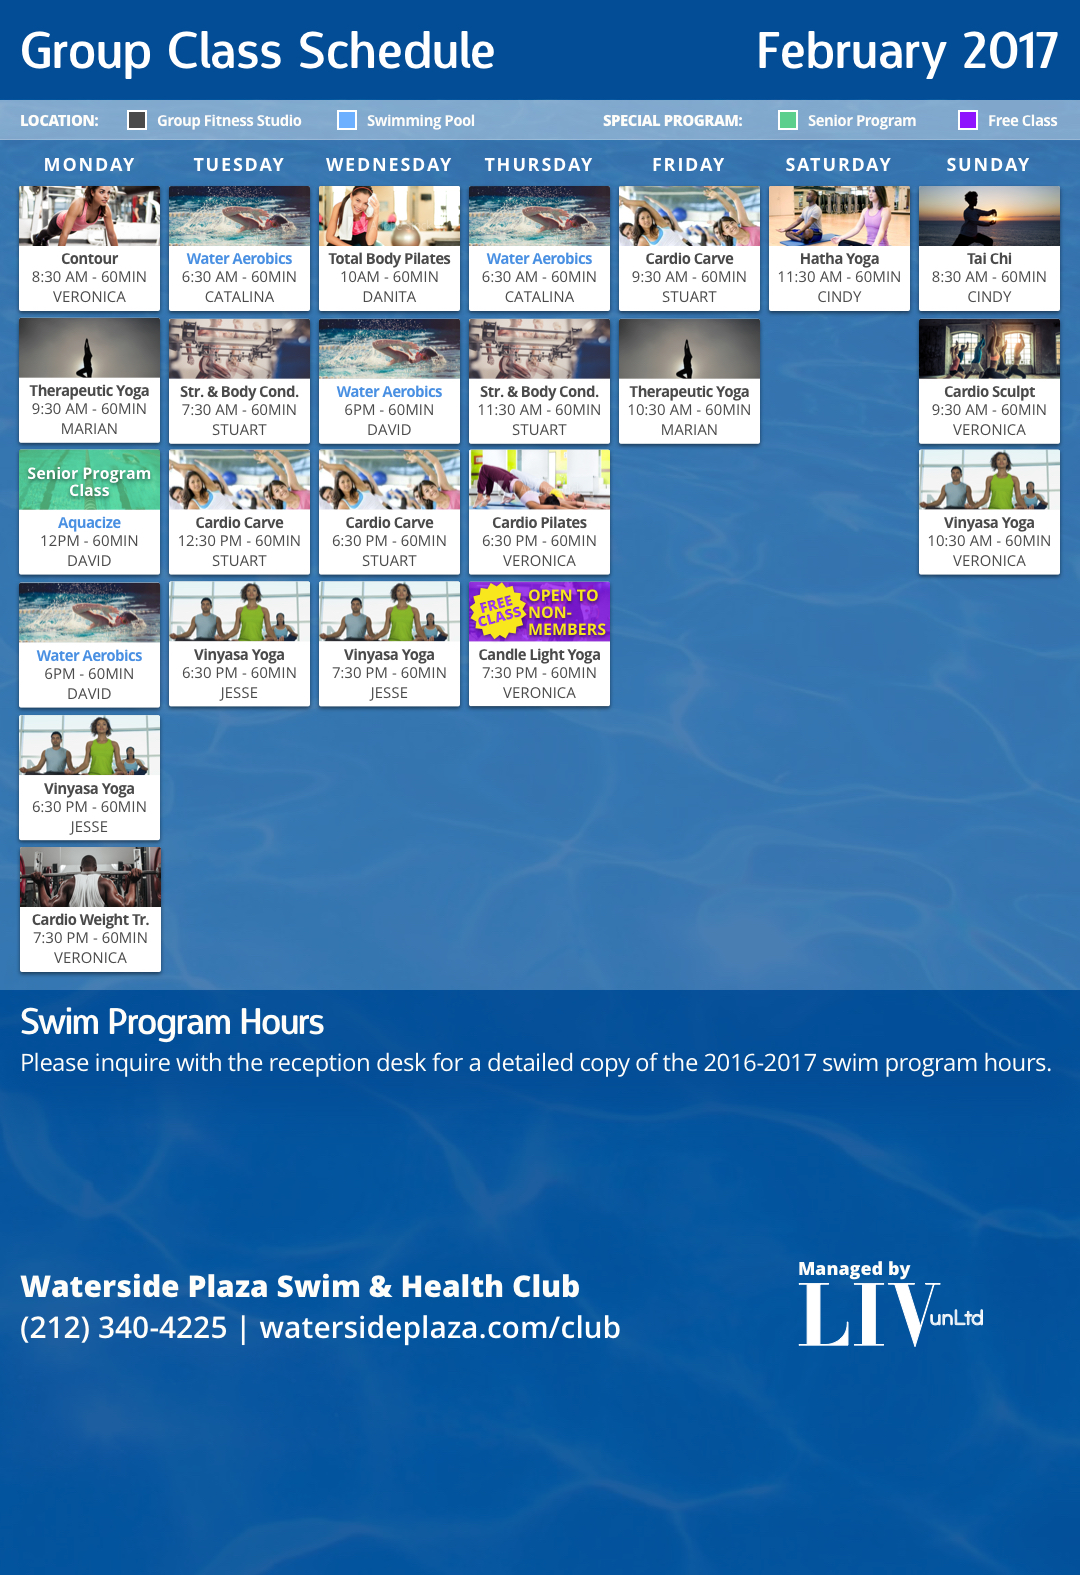 Group Class Schedule
February 2017
LOCATION: Group Fitness Studio Swimming Pool
SPECIAL PROGRAM: Senior Program Free Class
MONDAY
Contour
8:30 AM - 60MIN
VERONICA
Therapeutic Yoga
9:30 AM - 60MIN
MARIAN
Senior Program
Class
Aquacize
12PM - 60MIN
DAVID
Water Aerobics
6PM - 60MIN
DAVID
Vinyasa Yoga
6:30 PM - 60MIN
JESSE
Cardio Weight Tr.
7:30 PM - 60MIN
VERONICA
TUESDAY
Water Aerobics
6:30 AM - 60MIN
CATALINA
Str. & Body Cond.
7:30 AM - 60MIN
STUART
Cardio Carve
12:30 PM - 60MIN
STUART
Vinyasa Yoga
6:30 PM - 60MIN
JESSE
WEDNESDAY
Total Body Pilates
10AM - 60MIN
DANITA
Water Aerobics
6PM - 60MIN
DAVID
Cardio Carve
6:30 PM - 60MIN
STUART
Vinyasa Yoga
7:30 PM - 60MIN
JESSE
THURSDAY
Water Aerobics
6:30 AM - 60MIN
CATALINA
Str. & Body Cond.
11:30 AM - 60MIN
STUART
Cardio Pilates
6:30 PM - 60MIN
VERONICA
FREE
CLASS
OPEN TO
NON-
MEMBERS
Candle Light Yoga
7:30 PM - 60MIN
VERONICA
FRIDAY
Cardio Carve
9:30 AM - 60MIN
STUART
Therapeutic Yoga
10:30 AM - 60MIN
MARIAN
SATURDAY
Hatha Yoga
11:30 AM - 60MIN
CINDY
SUNDAY
Tai Chi
8:30 AM - 60MIN
CINDY
Cardio Sculpt
9:30 AM - 60MIN
VERONICA
Vinyasa Yoga
10:30 AM - 60MIN
VERONICA
Swim Program Hours
Please inquire with the reception desk for a detailed copy of the 2016-2017 swim program hours.
Waterside Plaza Swim & Health Club
(212) 340-4225 | watersideplaza.com/club
Managed by
LIV unLtd